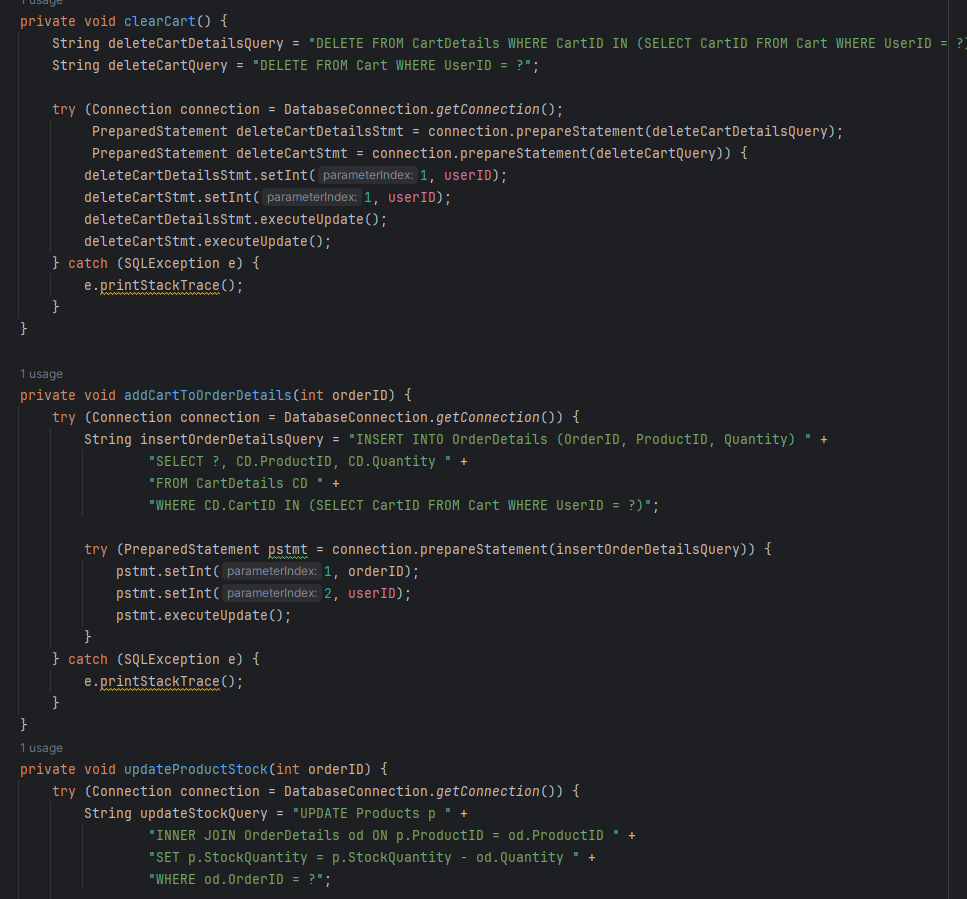 1 usage
private void clearCart() {
    String deleteCartDetailsQuery = "DELETE FROM CartDetails WHERE CartID IN (SELECT CartID FROM Cart WHERE UserID = ?)
    String deleteCartQuery = "DELETE FROM Cart WHERE UserID = ?";

    try (Connection connection = DatabaseConnection.getConnection();
         PreparedStatement deleteCartDetailsStmt = connection.prepareStatement(deleteCartDetailsQuery);
         PreparedStatement deleteCartStmt = connection.prepareStatement(deleteCartQuery)) {
        deleteCartDetailsStmt.setInt( parameterIndex: 1, userID);
        deleteCartStmt.setInt( parameterIndex: 1, userID);
        deleteCartDetailsStmt.executeUpdate();
        deleteCartStmt.executeUpdate();
    } catch (SQLException e) {
        e.printStackTrace();
    }
}

1 usage
private void addCartToOrderDetails(int orderID) {
    try (Connection connection = DatabaseConnection.getConnection()) {
        String insertOrderDetailsQuery = "INSERT INTO OrderDetails (OrderID, ProductID, Quantity) " +
                "SELECT ?, CD.ProductID, CD.Quantity " +
                "FROM CartDetails CD " +
                "WHERE CD.CartID IN (SELECT CartID FROM Cart WHERE UserID = ?)";

        try (PreparedStatement pstmt = connection.prepareStatement(insertOrderDetailsQuery)) {
            pstmt.setInt( parameterIndex: 1, orderID);
            pstmt.setInt( parameterIndex: 2, userID);
            pstmt.executeUpdate();
        }
    } catch (SQLException e) {
        e.printStackTrace();
    }
}
1 usage
private void updateProductStock(int orderID) {
    try (Connection connection = DatabaseConnection.getConnection()) {
        String updateStockQuery = "UPDATE Products p " +
                "INNER JOIN OrderDetails od ON p.ProductID = od.ProductID " +
                "SET p.StockQuantity = p.StockQuantity - od.Quantity " +
                "WHERE od.OrderID = ?";